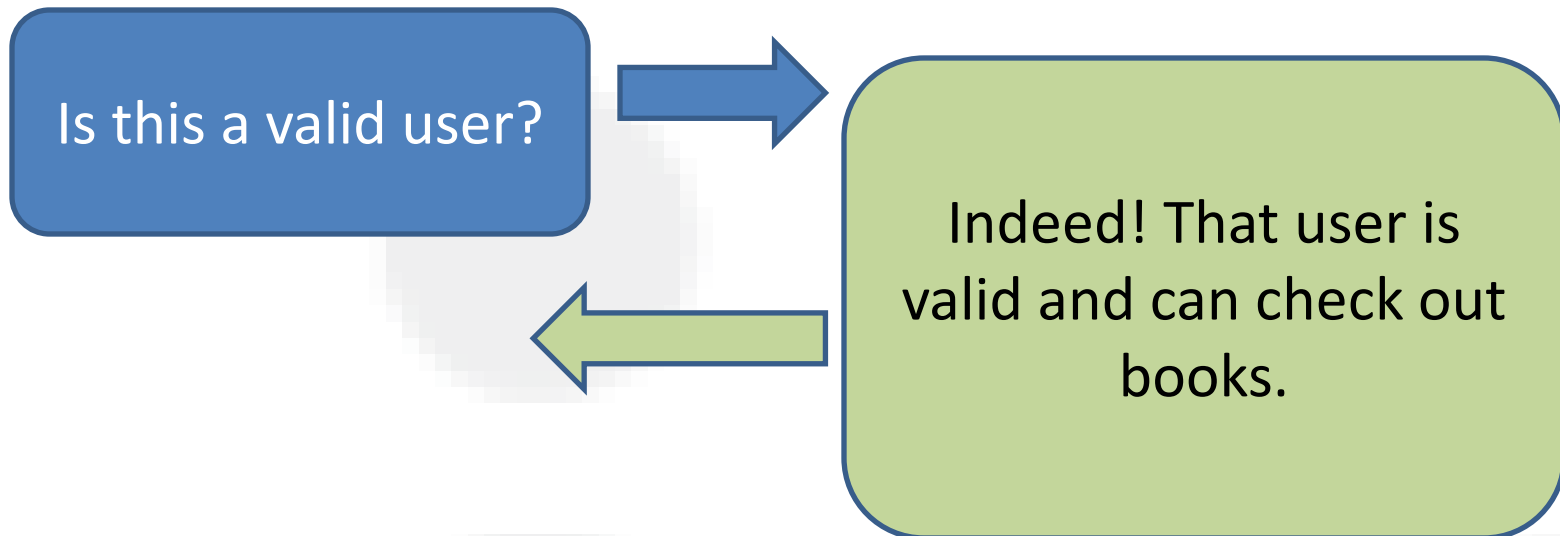 Is this a valid user?
Indeed! That user is
valid and can check out
books.